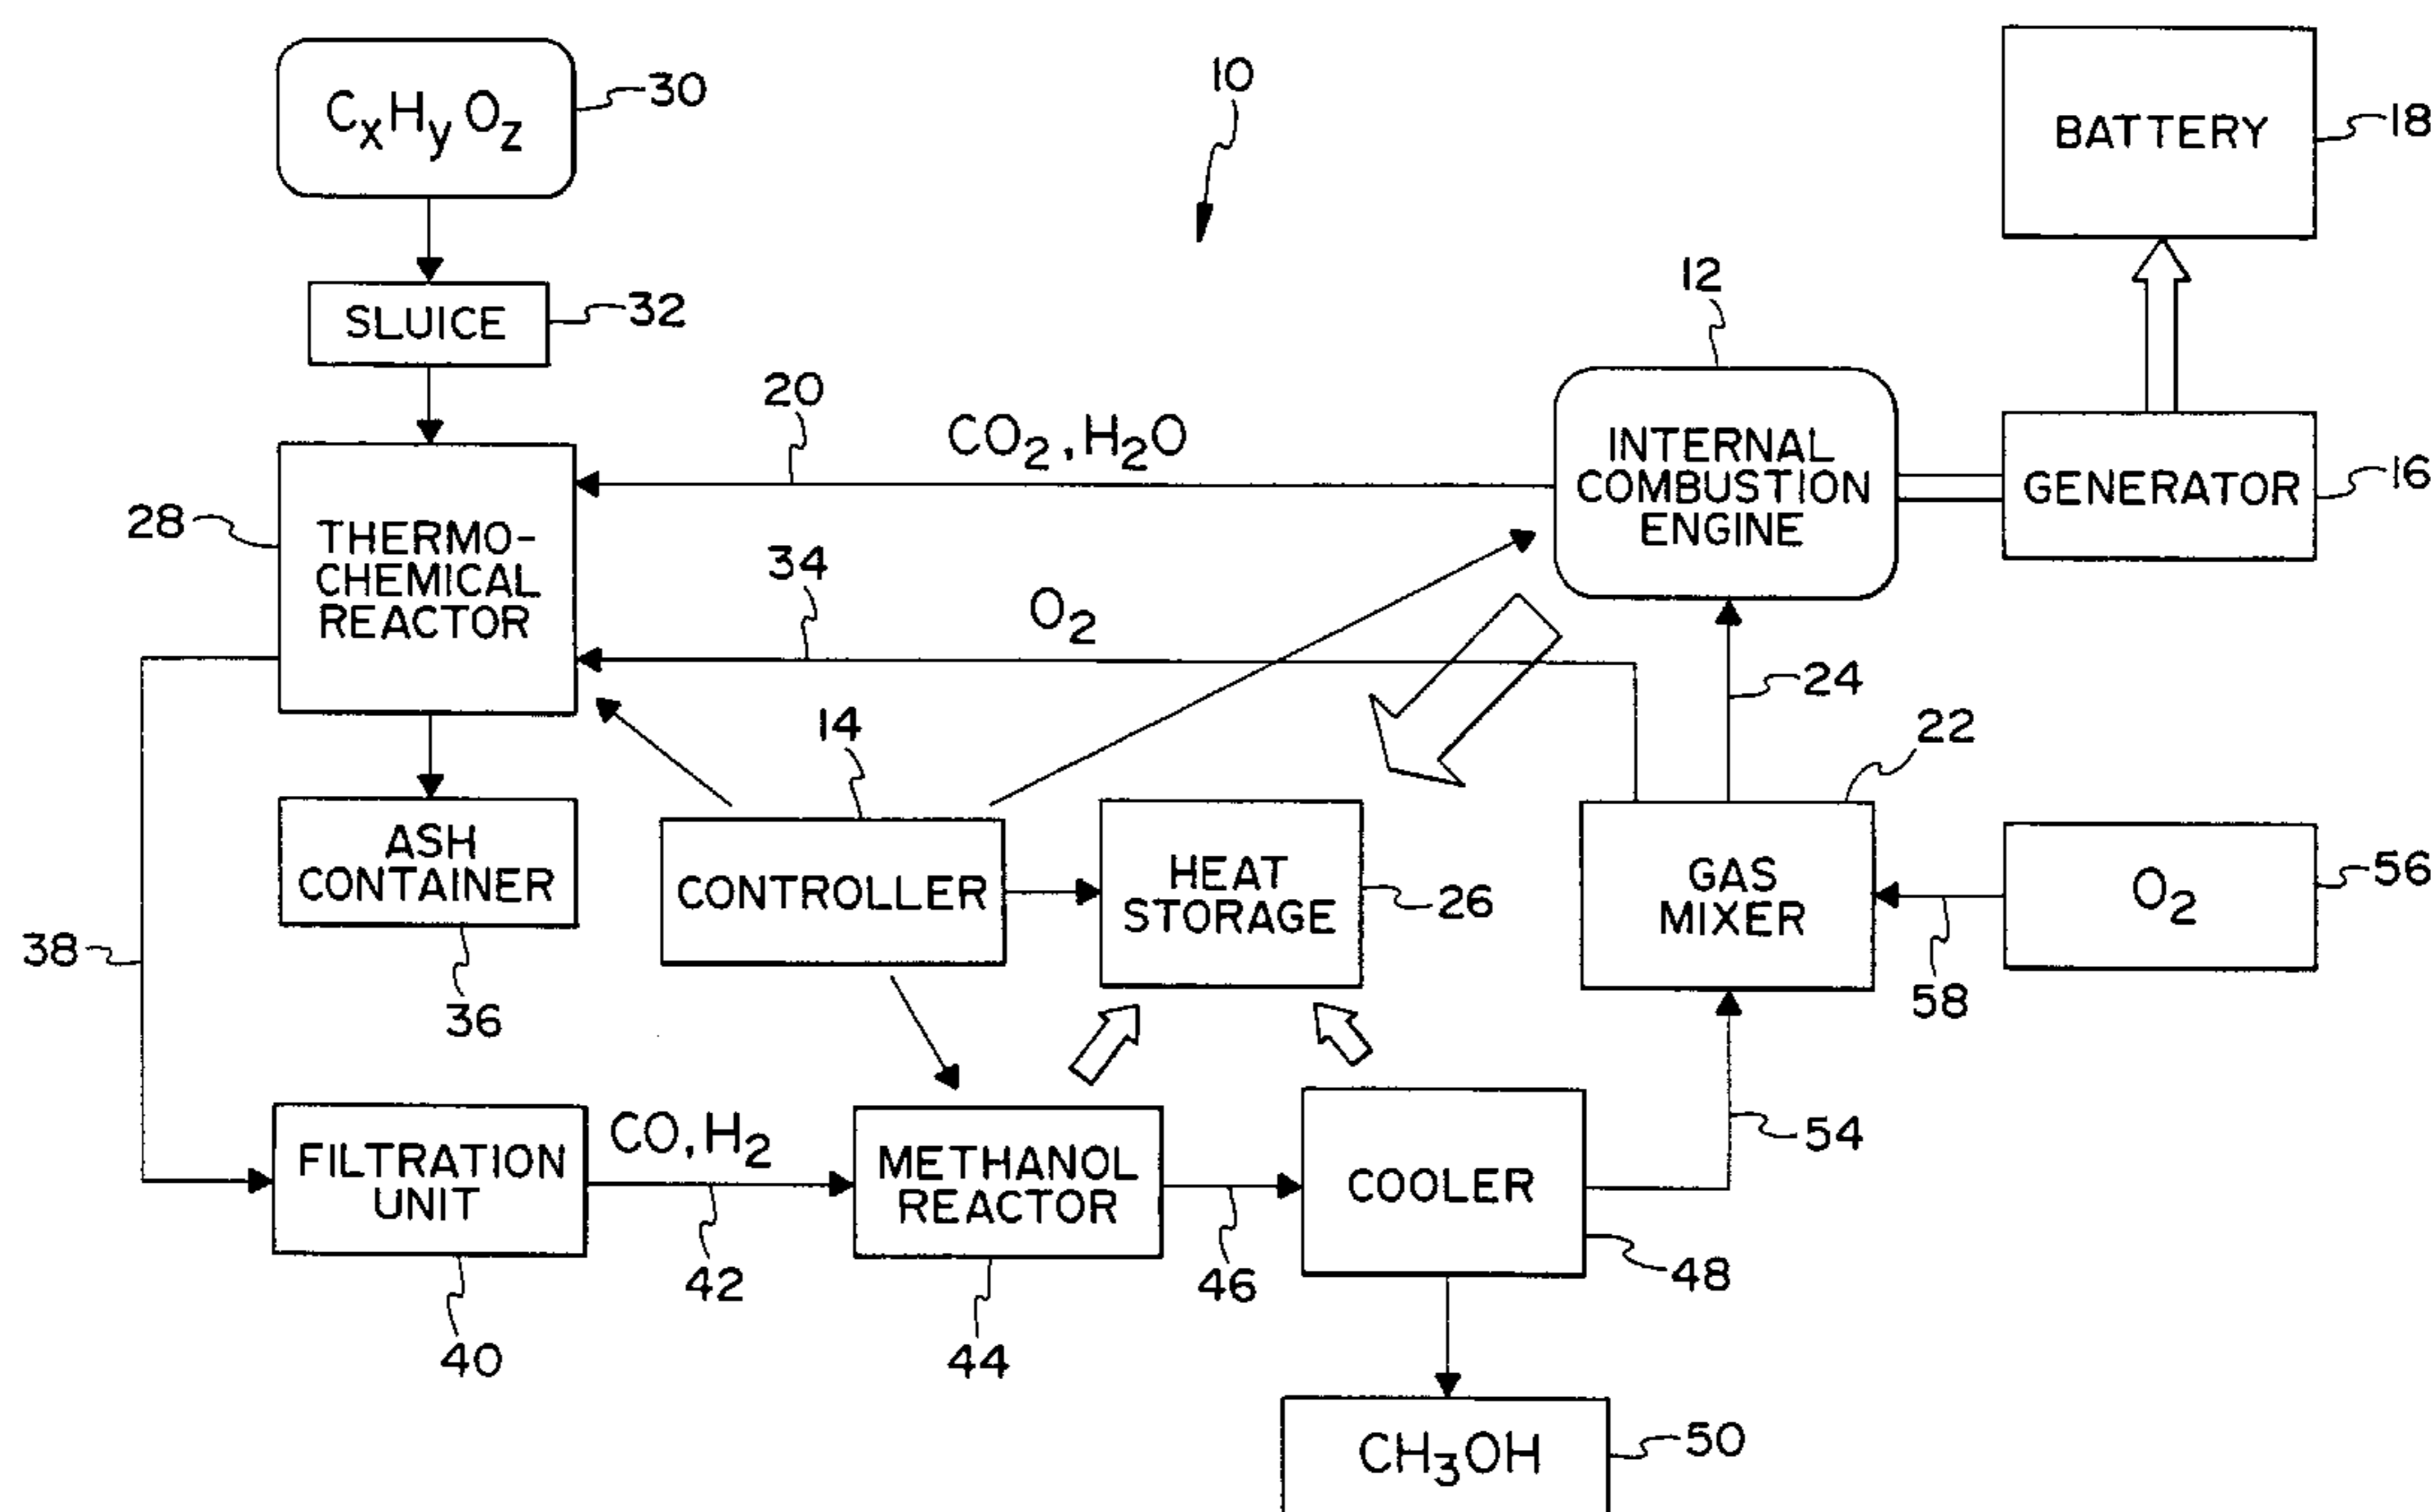 CxHyOz
30
10
BATTERY
18
SLUICE
32
12
20
CO2, H2O
INTERNAL
COMBUSTION
ENGINE
GENERATOR
16
28
THERMO-
CHEMICAL
REACTOR
34
O2
24
22
14
ASH
CONTAINER
CONTROLLER
HEAT
STORAGE
26
GAS
MIXER
O2
56
38
36
58
FILTRATION
UNIT
CO, H2
METHANOL
REACTOR
COOLER
54
42
46
48
40
44
CH3OH
50